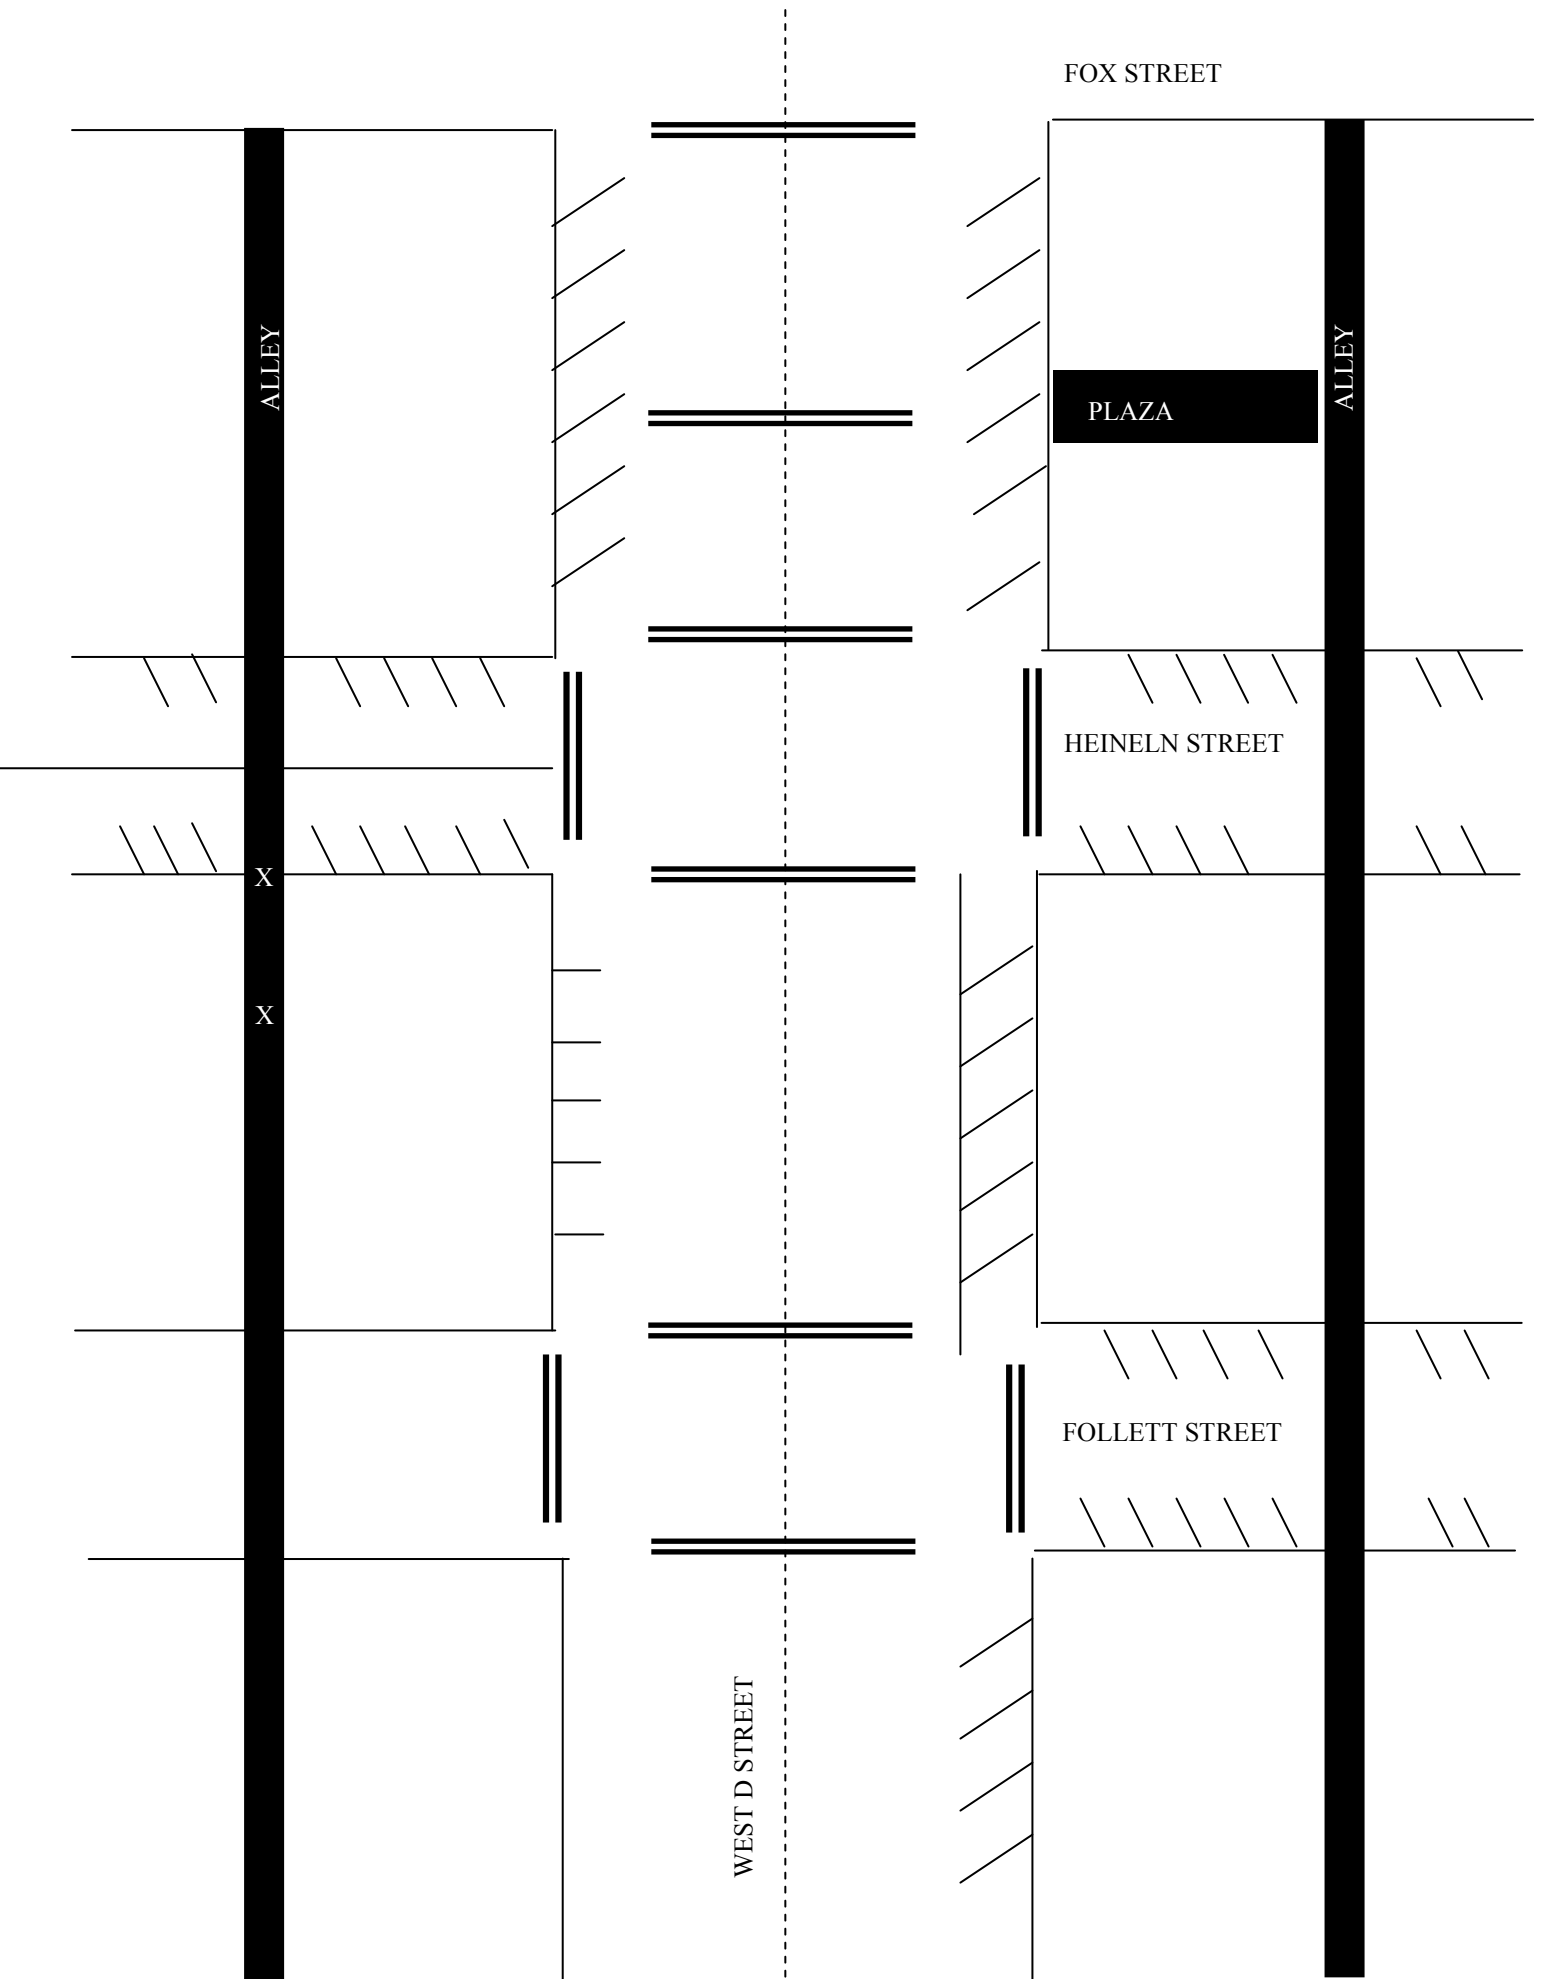 FOX STREET
ALLEY
ALLEY
PLAZA
HEINELN STREET
X
X
FOLLETT STREET
WEST D STREET